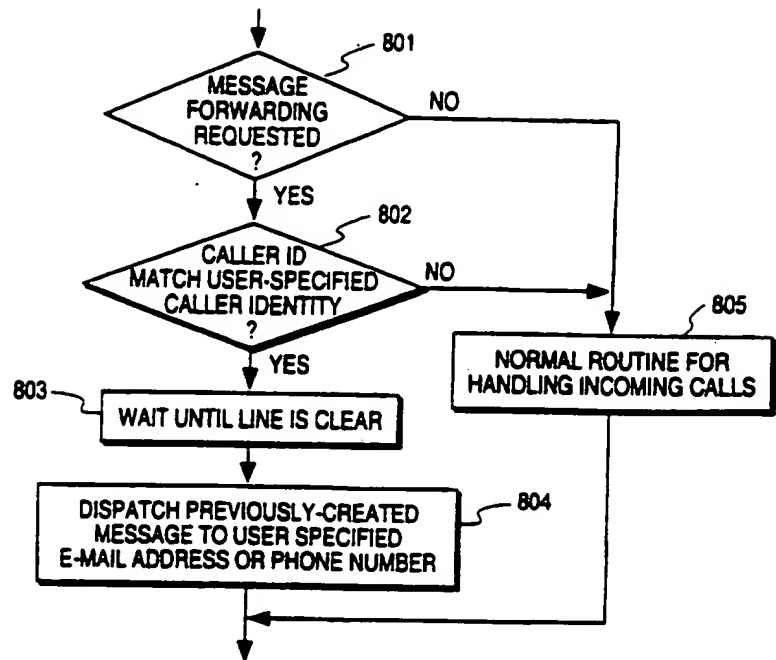 801
MESSAGE
FORWARDING
REQUESTED
?
NO
YES
802
CALLER ID
MATCH USER-SPECIFIED
CALLER IDENTITY
?
NO
YES
805
NORMAL ROUTINE FOR
HANDLING INCOMING CALLS
803
WAIT UNTIL LINE IS CLEAR
804
DISPATCH PREVIOUSLY-CREATED
MESSAGE TO USER SPECIFIED
E-MAIL ADDRESS OR PHONE NUMBER